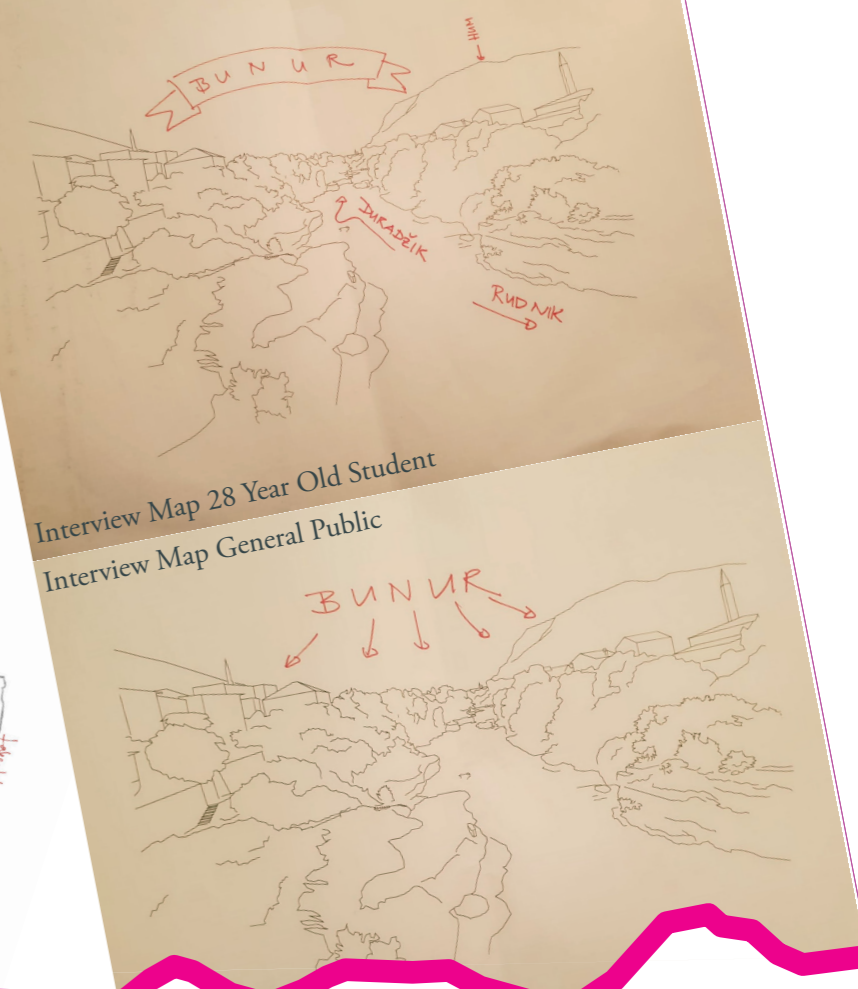 BUNUR
DURADŽIK
RUDNIK
Interview Map 28 Year Old Student
Interview Map General Public
BUNUR